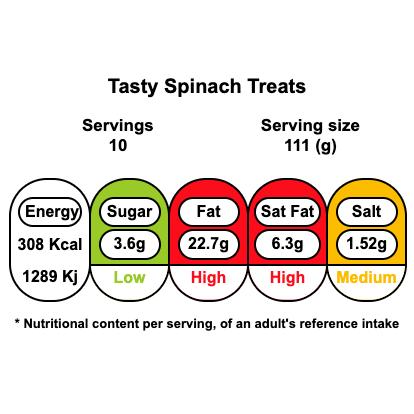 Tasty Spinach Treats
Servings Serving size
10 111 (g)
Energy Sugar Fat Sat Fat Salt
308 Kcal 3.6g 22.7g 6.3g 1.52g
1289 Kj Low High High Medium
* Nutritional content per serving, of an adult's reference intake